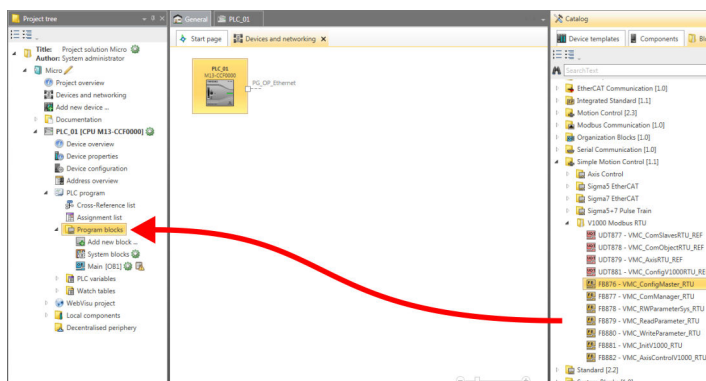 Project tree
Title: Project solution Micro
Author: System administrator
Micro
Project overview
Devices and networking
Add new device ...
Documentation
PLC_01 [CPU M13-CCF0000]
Device overview
Device properties
Device configuration
Address overview
PLC program
Cross-Reference list
Assignment list
Program blocks
Add new block ...
System blocks
Main [OB1]
PLC variables
Watch tables
WebVisu project
Local components
Decentralised periphery
General
PLC_01
Start page
Devices and networking
PLC_01
M13-CCF0000
PG_OP_Ethernet
Catalog
Device templates
Components
Bl
SearchText
EtherCAT Communication [1.0]
Integrated Standard [1.1]
Motion Control [2.3]
Modbus Communication [1.0]
Organization Blocks [1.0]
Serial Communication [1.0]
Simple Motion Control [1.1]
Axis Control
Sigma5 EtherCAT
Sigma7 EtherCAT
Sigma5+7 Pulse Train
V1000 Modbus RTU
UDT877 - VMC_ComSlavesRTU_REF
UDT878 - VMC_ComObjectRTU_REF
UDT879 - VMC_AxisRTU_REF
UDT881 - VMC_ConfigV1000RTU_REF
FB876 - VMC_ConfigMaster_RTU
FB877 - VMC_ComManager_RTU
FB878 - VMC_RWParameterSys_RTU
FB879 - VMC_ReadParameter_RTU
FB880 - VMC_WriteParameter_RTU
FB881 - VMC_InitV1000_RTU
FB882 - VMC_AxisControlV1000_RTU
Standard [2.2]